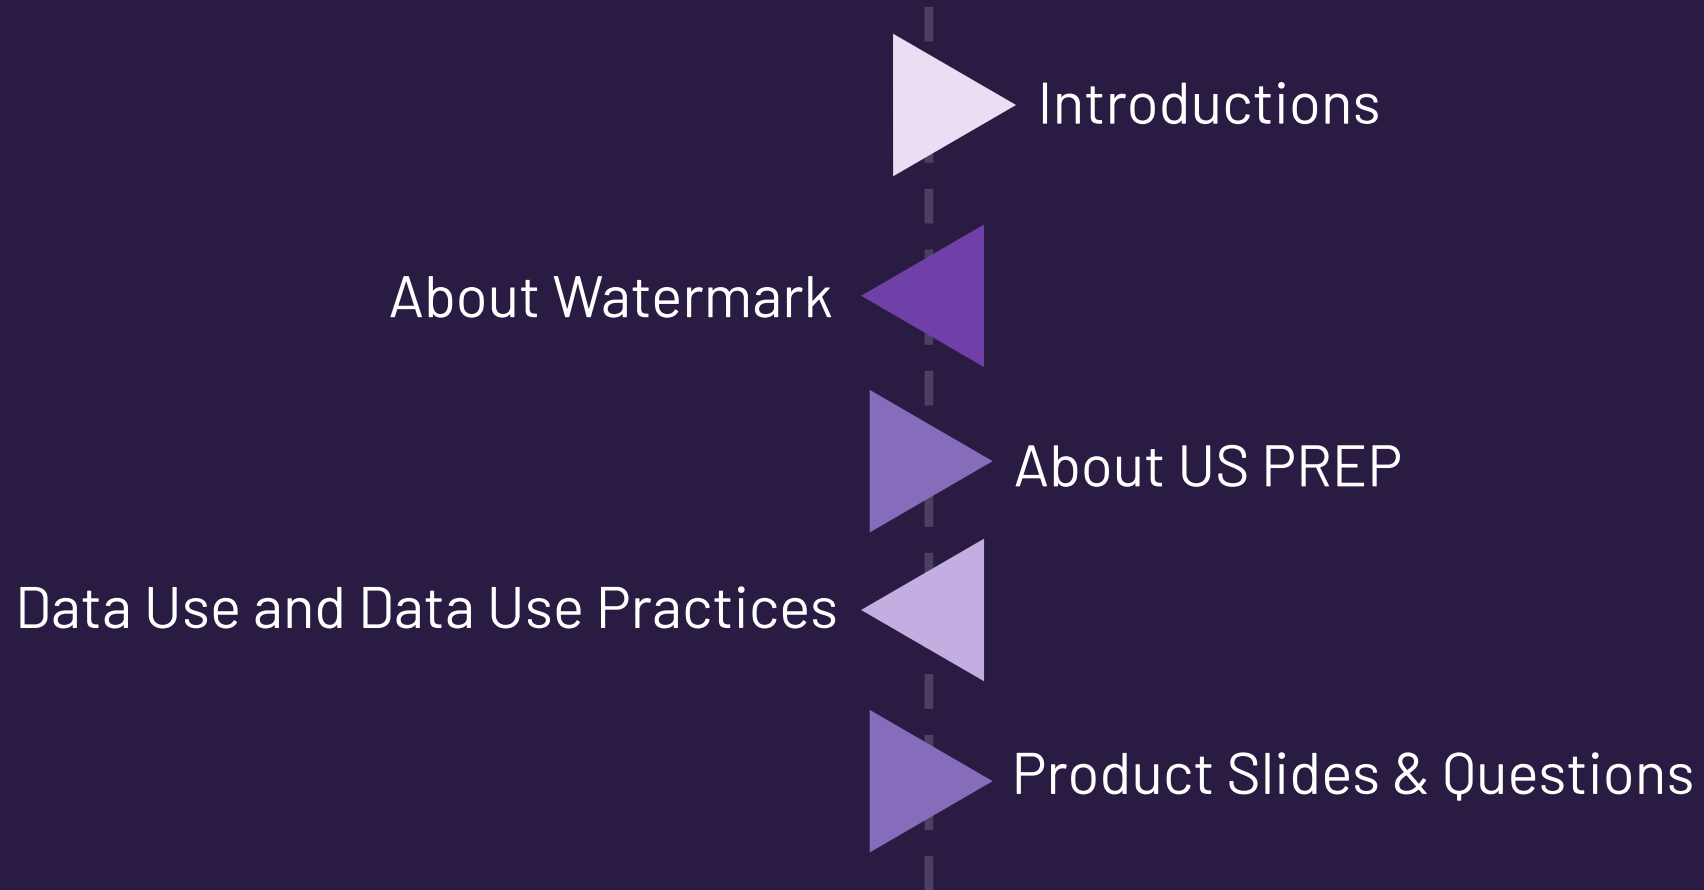 Introductions
About Watermark
About US PREP
Data Use and Data Use Practices
Product Slides & Questions